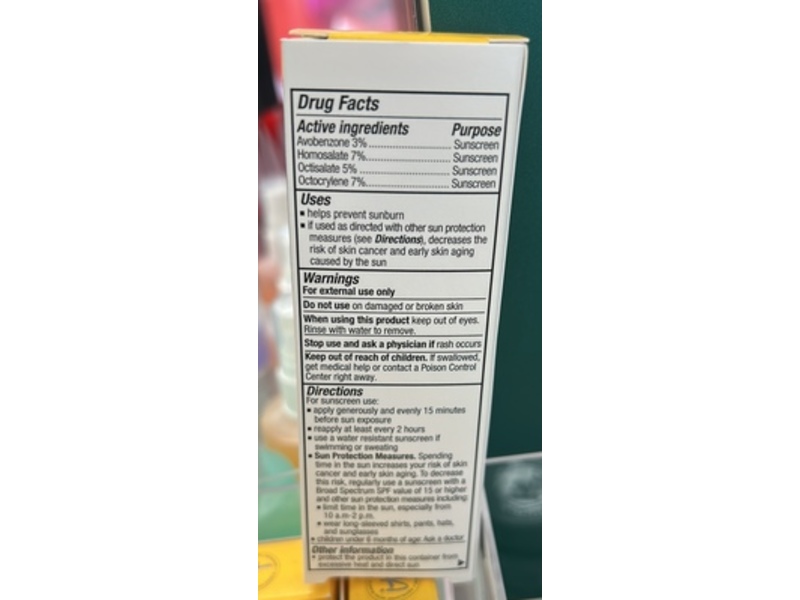 Drug Facts
Active ingredients Purpose
Avobenzone 3% ........................ Sunscreen
Homosalate 7%........................ Sunscreen
Octisalate 5% ........................ Sunscreen
Octocrylene 7%........................ Sunscreen
Uses
▪ helps prevent sunburn
▪ if used as directed with other sun protection
measures (see Directions), decreases the
risk of skin cancer and early skin aging
caused by the sun
Warnings
For external use only
Do not use on damaged or broken skin
When using this product keep out of eyes.
Rinse with water to remove.
Stop use and ask a physician if rash occurs
Keep out of reach of children. If swallowed,
get medical help or contact a Poison Control
Center right away.
Directions
For sunscreen use:
▪ apply generously and evenly 15 minutes
before sun exposure
▪ reapply at least every 2 hours
▪ use a water resistant sunscreen if
swimming or sweating
▪ Sun Protection Measures. Spending
time in the sun increases your risk of skin
cancer and early skin aging. To decrease
this risk, regularly use a sunscreen with a
Broad Spectrum SPF value of 15 or higher
and other sun protection measures including:
▪ limit time in the sun, especially from
10 a.m-2 p.m.
▪ wear long-sleeved shirts, pants, hats,
and sunglasses
▪ children under 6 months of age: Ask a doctor
Other information
▪ protect the product in this container from
excessive heat and direct sun